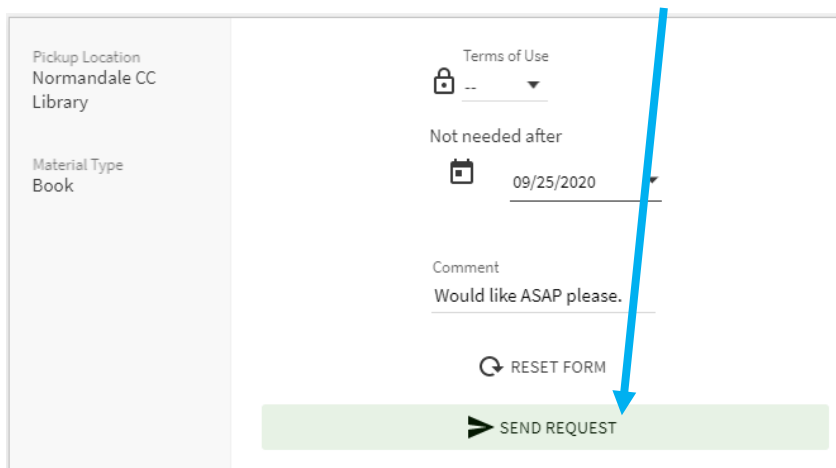 Pickup Location
Normandale CC
Library
Material Type
Book
Terms of Use
--
Not needed after
09/25/2020
Comment
Would like ASAP please.
RESET FORM
SEND REQUEST